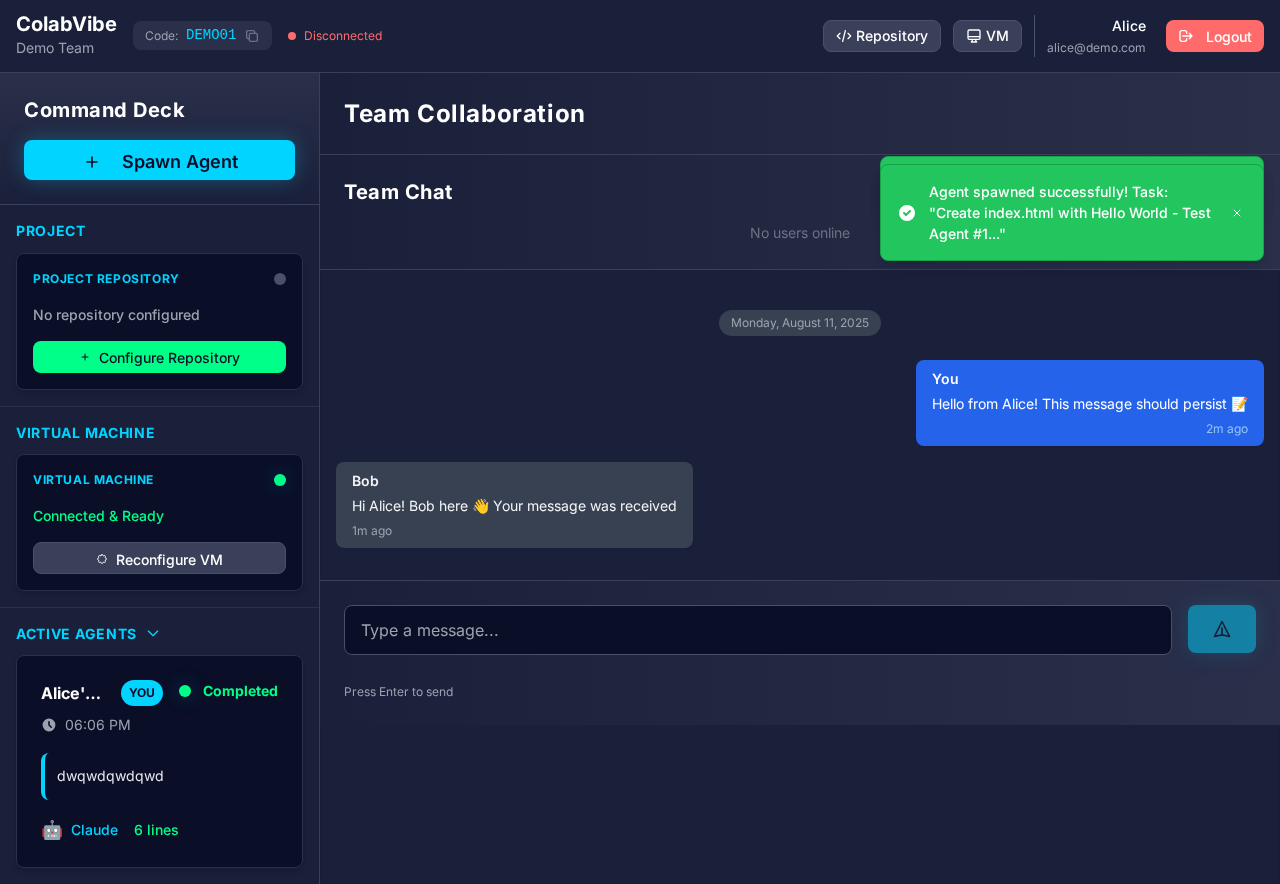 ColabVibe
Demo Team
Code: DEMO01
Disconnected
Repository
VM
Alice
alice@demo.com
Logout
Command Deck
Spawn Agent
PROJECT
PROJECT REPOSITORY
No repository configured
Configure Repository
VIRTUAL MACHINE
VIRTUAL MACHINE
Connected & Ready
Reconfigure VM
ACTIVE AGENTS
Alice'...
YOU
Completed
06:06 PM
dwqwdqwdqwd
🤖 Claude
6 lines
Team Collaboration
Team Chat
No users online
Agent spawned successfully! Task:
"Create index.html with Hello World - Test
Agent #1..."
Monday, August 11, 2025
You
Hello from Alice! This message should persist 📝
2m ago
Bob
Hi Alice! Bob here 👋 Your message was received
1m ago
Type a message...
Press Enter to send